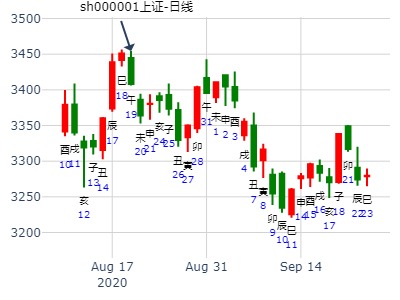 sh000001上证-日线
3500
3450
3400
3350
3300
3250
3200
酉
10
戌
11
亥
12
子
13
丑
14
辰
17
巳
18
午
19
未
20
申
21
亥
24
子
25
丑
26
寅
27
卯
28
午
31
未
1
申
2
酉
3
戌
4
丑
7
寅
8
卯
9
辰
10
巳
11
申
14
酉
15
戌
16
亥
17
子
18
卯
21
辰
22
巳
23
Aug 17
2020
Aug 31
Sep 14